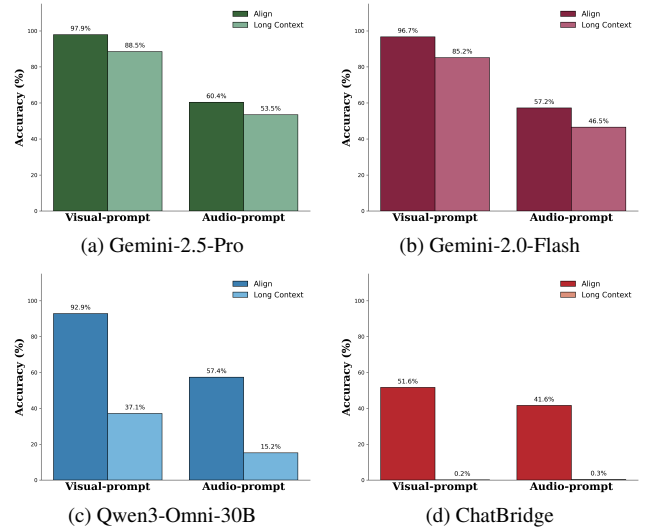 Align
Long Context
97.9%
88.5%
60.4%
53.5%
Accuracy (%)
100
80
60
40
20
0
Visual-prompt
Audio-prompt
(a) Gemini-2.5-Pro
Align
Long Context
96.7%
85.2%
57.2%
46.5%
Accuracy (%)
100
80
60
40
20
0
Visual-prompt
Audio-prompt
(b) Gemini-2.0-Flash
Align
Long Context
92.9%
37.1%
57.4%
15.2%
Accuracy (%)
100
80
60
40
20
0
Visual-prompt
Audio-prompt
(c) Qwen3-Omni-30B
Align
Long Context
51.6%
0.2%
41.6%
0.3%
Accuracy (%)
100
80
60
40
20
0
Visual-prompt
Audio-prompt
(d) ChatBridge